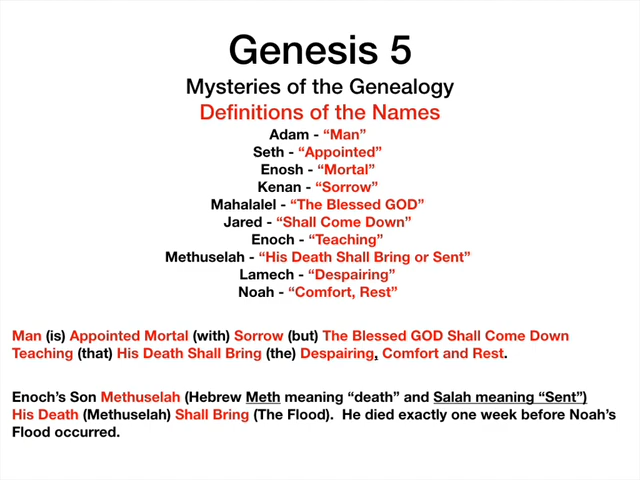 Genesis 5
Mysteries of the Genealogy
Definitions of the Names
Adam - “Man”
Seth - “Appointed”
Enosh - “Mortal”
Kenan - “Sorrow”
Mahalalel - “The Blessed GOD”
Jared - “Shall Come Down”
Enoch - “Teaching”
Methuselah - “His Death Shall Bring or Sent”
Lamech - “Despairing”
Noah - “Comfort, Rest”
Man (is) Appointed Mortal (with) Sorrow (but) The Blessed GOD Shall Come Down
Teaching (that) His Death Shall Bring (the) Despairing, Comfort and Rest.
Enoch’s Son Methuselah (Hebrew Meth meaning “death” and Salah meaning “Sent”)
His Death (Methuselah) Shall Bring (The Flood).  He died exactly one week before Noah’s
Flood occurred.